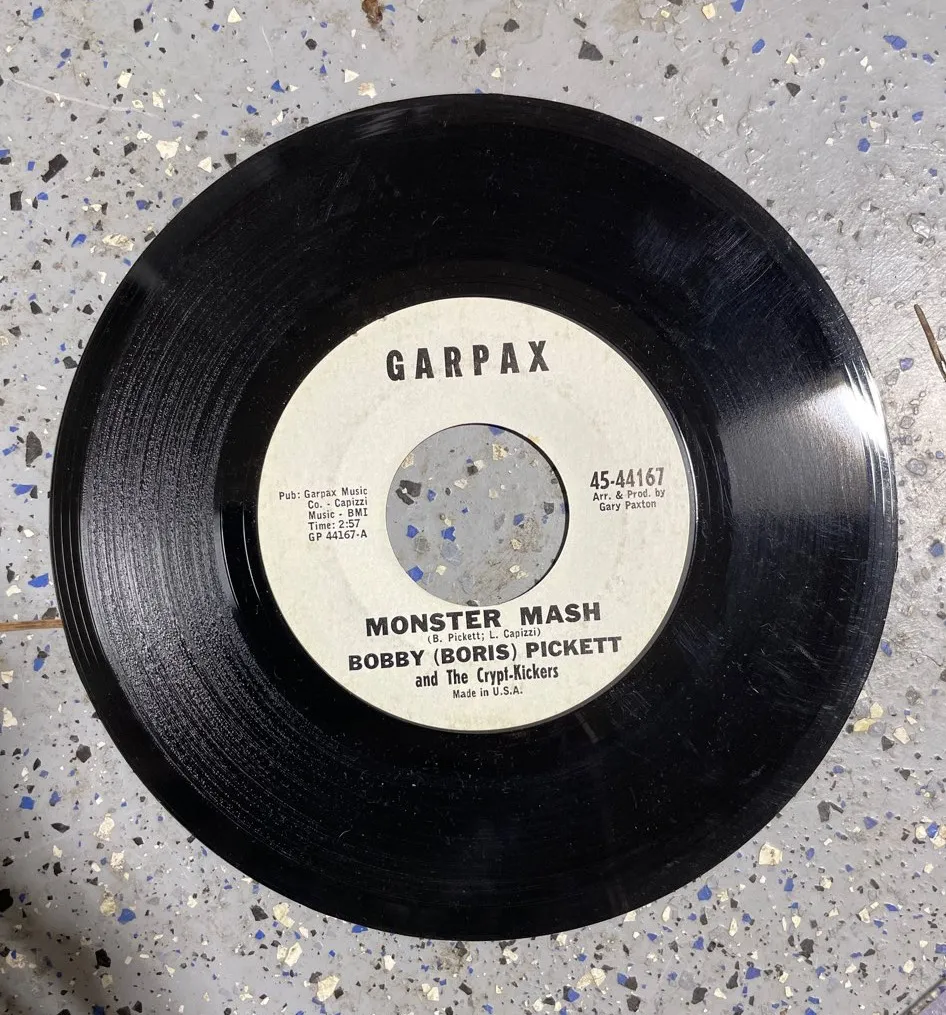 GARPAX
Pub: Garpax Music
Co. - Capizzi
Music - BMI
Time: 2:57
GP 44167-A
45-44167
Arr. & Prod. by
Gary Paxton
MONSTER MASH
(B. Pickett; L. Capizzi)
BOBBY (BORIS) PICKETT
and The Crypt-Kickers
Made in U.S.A.